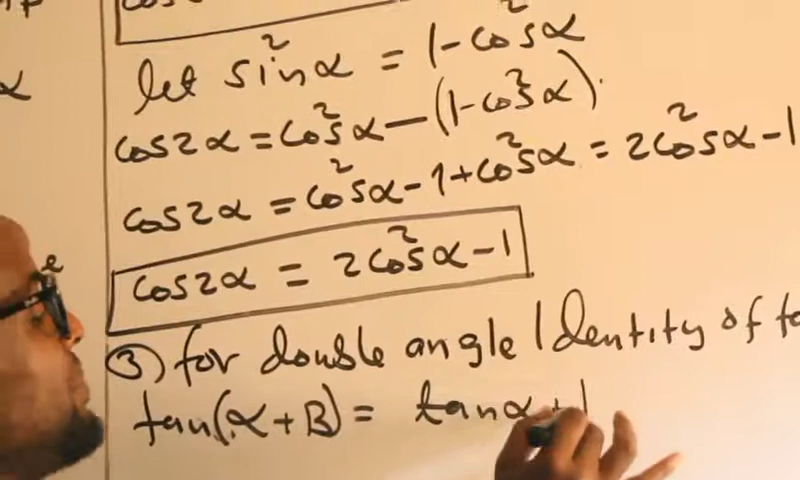 let sin²α = 1-cos²α
cos2α = cos²α - (1-cos²α).
cos2α = cos²α-1+cos²α = 2cos²α-1
cos2α = 2cos²α-1
③ for double angle Identity of
tan(α+B) = tanα +